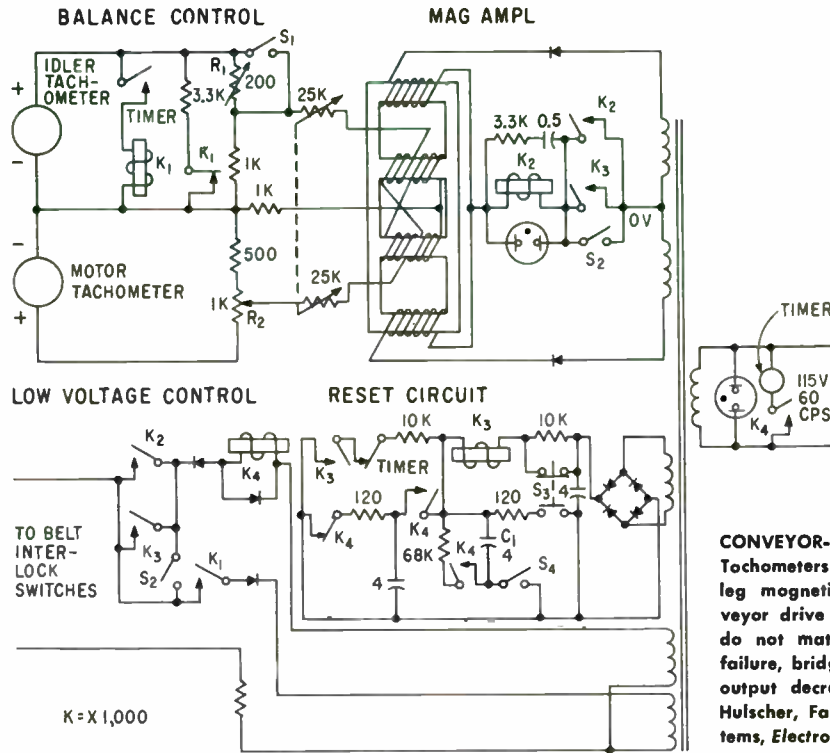 BALANCE CONTROL
MAG AMPL
IDLER
TACH-
OMETER
+
-
TIMER
K1
3.3K
K1
R1
200
S1
25K
1K
1K
-
MOTOR
TACHOMETER
+
500
1K
R2
25K
3.3K
0.5
K2
K2
K3
0V
S2
TIMER
115V
60
CPS
K4
LOW VOLTAGE CONTROL
RESET CIRCUIT
K2
K4
K3
S2
K1
TO BELT
INTER-
LOCK
SWITCHES
K3
TIMER
10K
K3
10K
120
K4
K4
120
S3
4
68K
K4
C1
4
S4
4
K=X 1,000
CONVEYOR-
Tachometers
leg magneti
veyor drive
do not mat
failure, bridg
output decre
Hulscher, Fa
tems, Electro